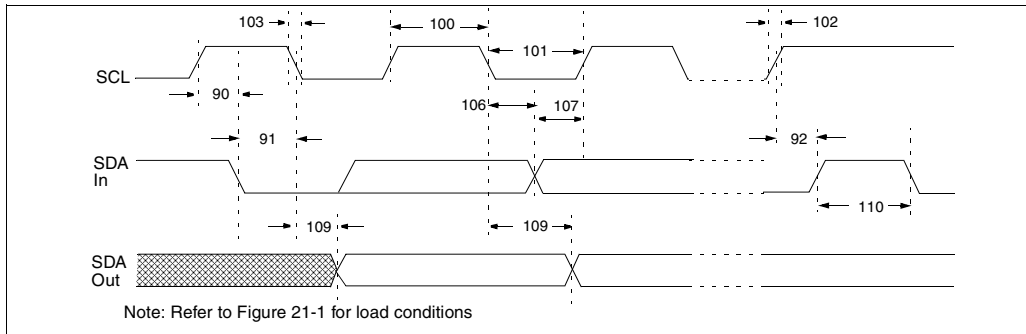 103
100
102
101
SCL
90
106
107
91
92
SDA
In
110
109
109
SDA
Out
Note: Refer to Figure 21-1 for load conditions